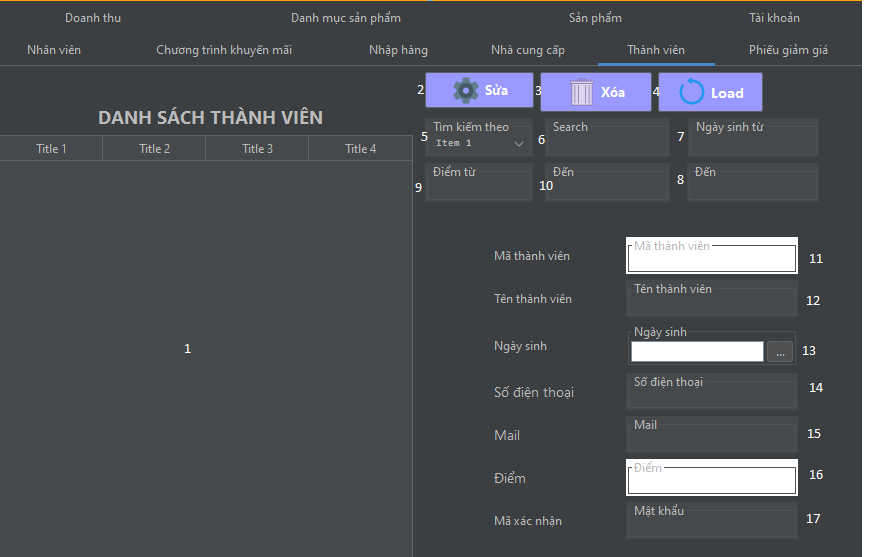 Doanh thu Danh mục sản phẩm Sản phẩm Tài khoản
Nhân viên Chương trình khuyến mãi Nhập hàng Nhà cung cấp Thành viên Phiếu giảm giá
2 Sửa 3 Xóa 4 Load
DANH SÁCH THÀNH VIÊN
Title 1 Title 2 Title 3 Title 4
1
5 Tìm kiếm theo 6 Search 7 Ngày sinh từ
Item 1
9 Điểm từ 10 Đến 8 Đến
Mã thành viên Mã thành viên 11
Tên thành viên Tên thành viên 12
Ngày sinh Ngày sinh ... 13
Số điện thoại Số điện thoại 14
Mail Mail 15
Điểm Điểm 16
Mã xác nhận Mật khẩu 17